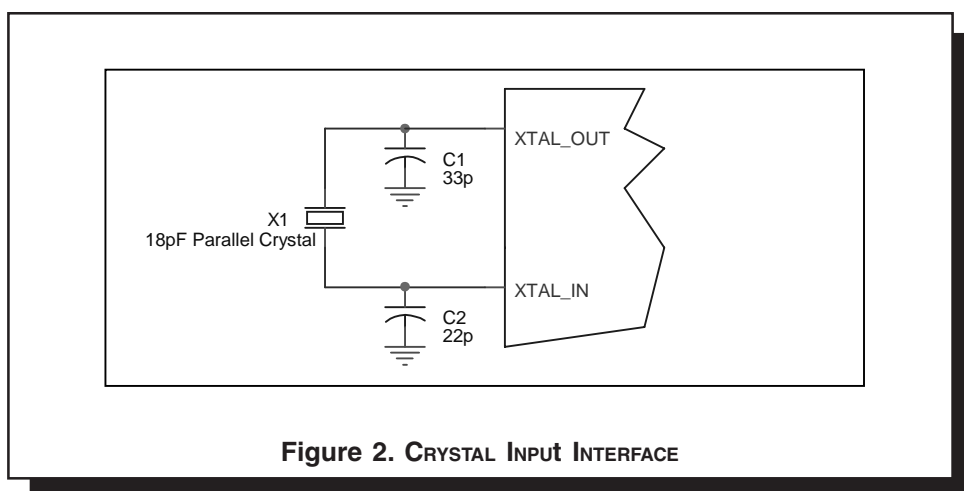 XTAL_OUT
C1
33p
X1
18pF Parallel Crystal
XTAL_IN
C2
22p
Figure 2. CRYSTAL INPUt INTERFACE